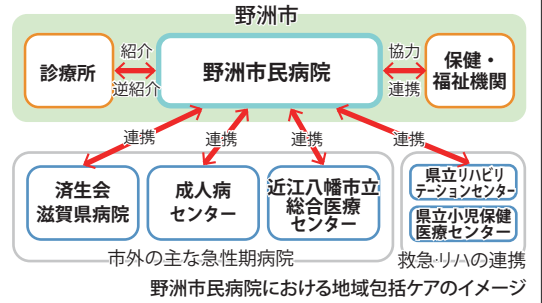 野洲市
診療所
紹介
逆紹介
野洲市民病院
協力
連携
保健・
福祉機関
連携
連携
連携
連携
済生会
滋賀県病院
成人病
センター
近江八幡市立
総合医療
センター
県立リハビリ
テーションセンター
県立小児保健
医療センター
市外の主な急性期病院
救急・リハの連携
野洲市民病院における地域包括ケアのイメージ